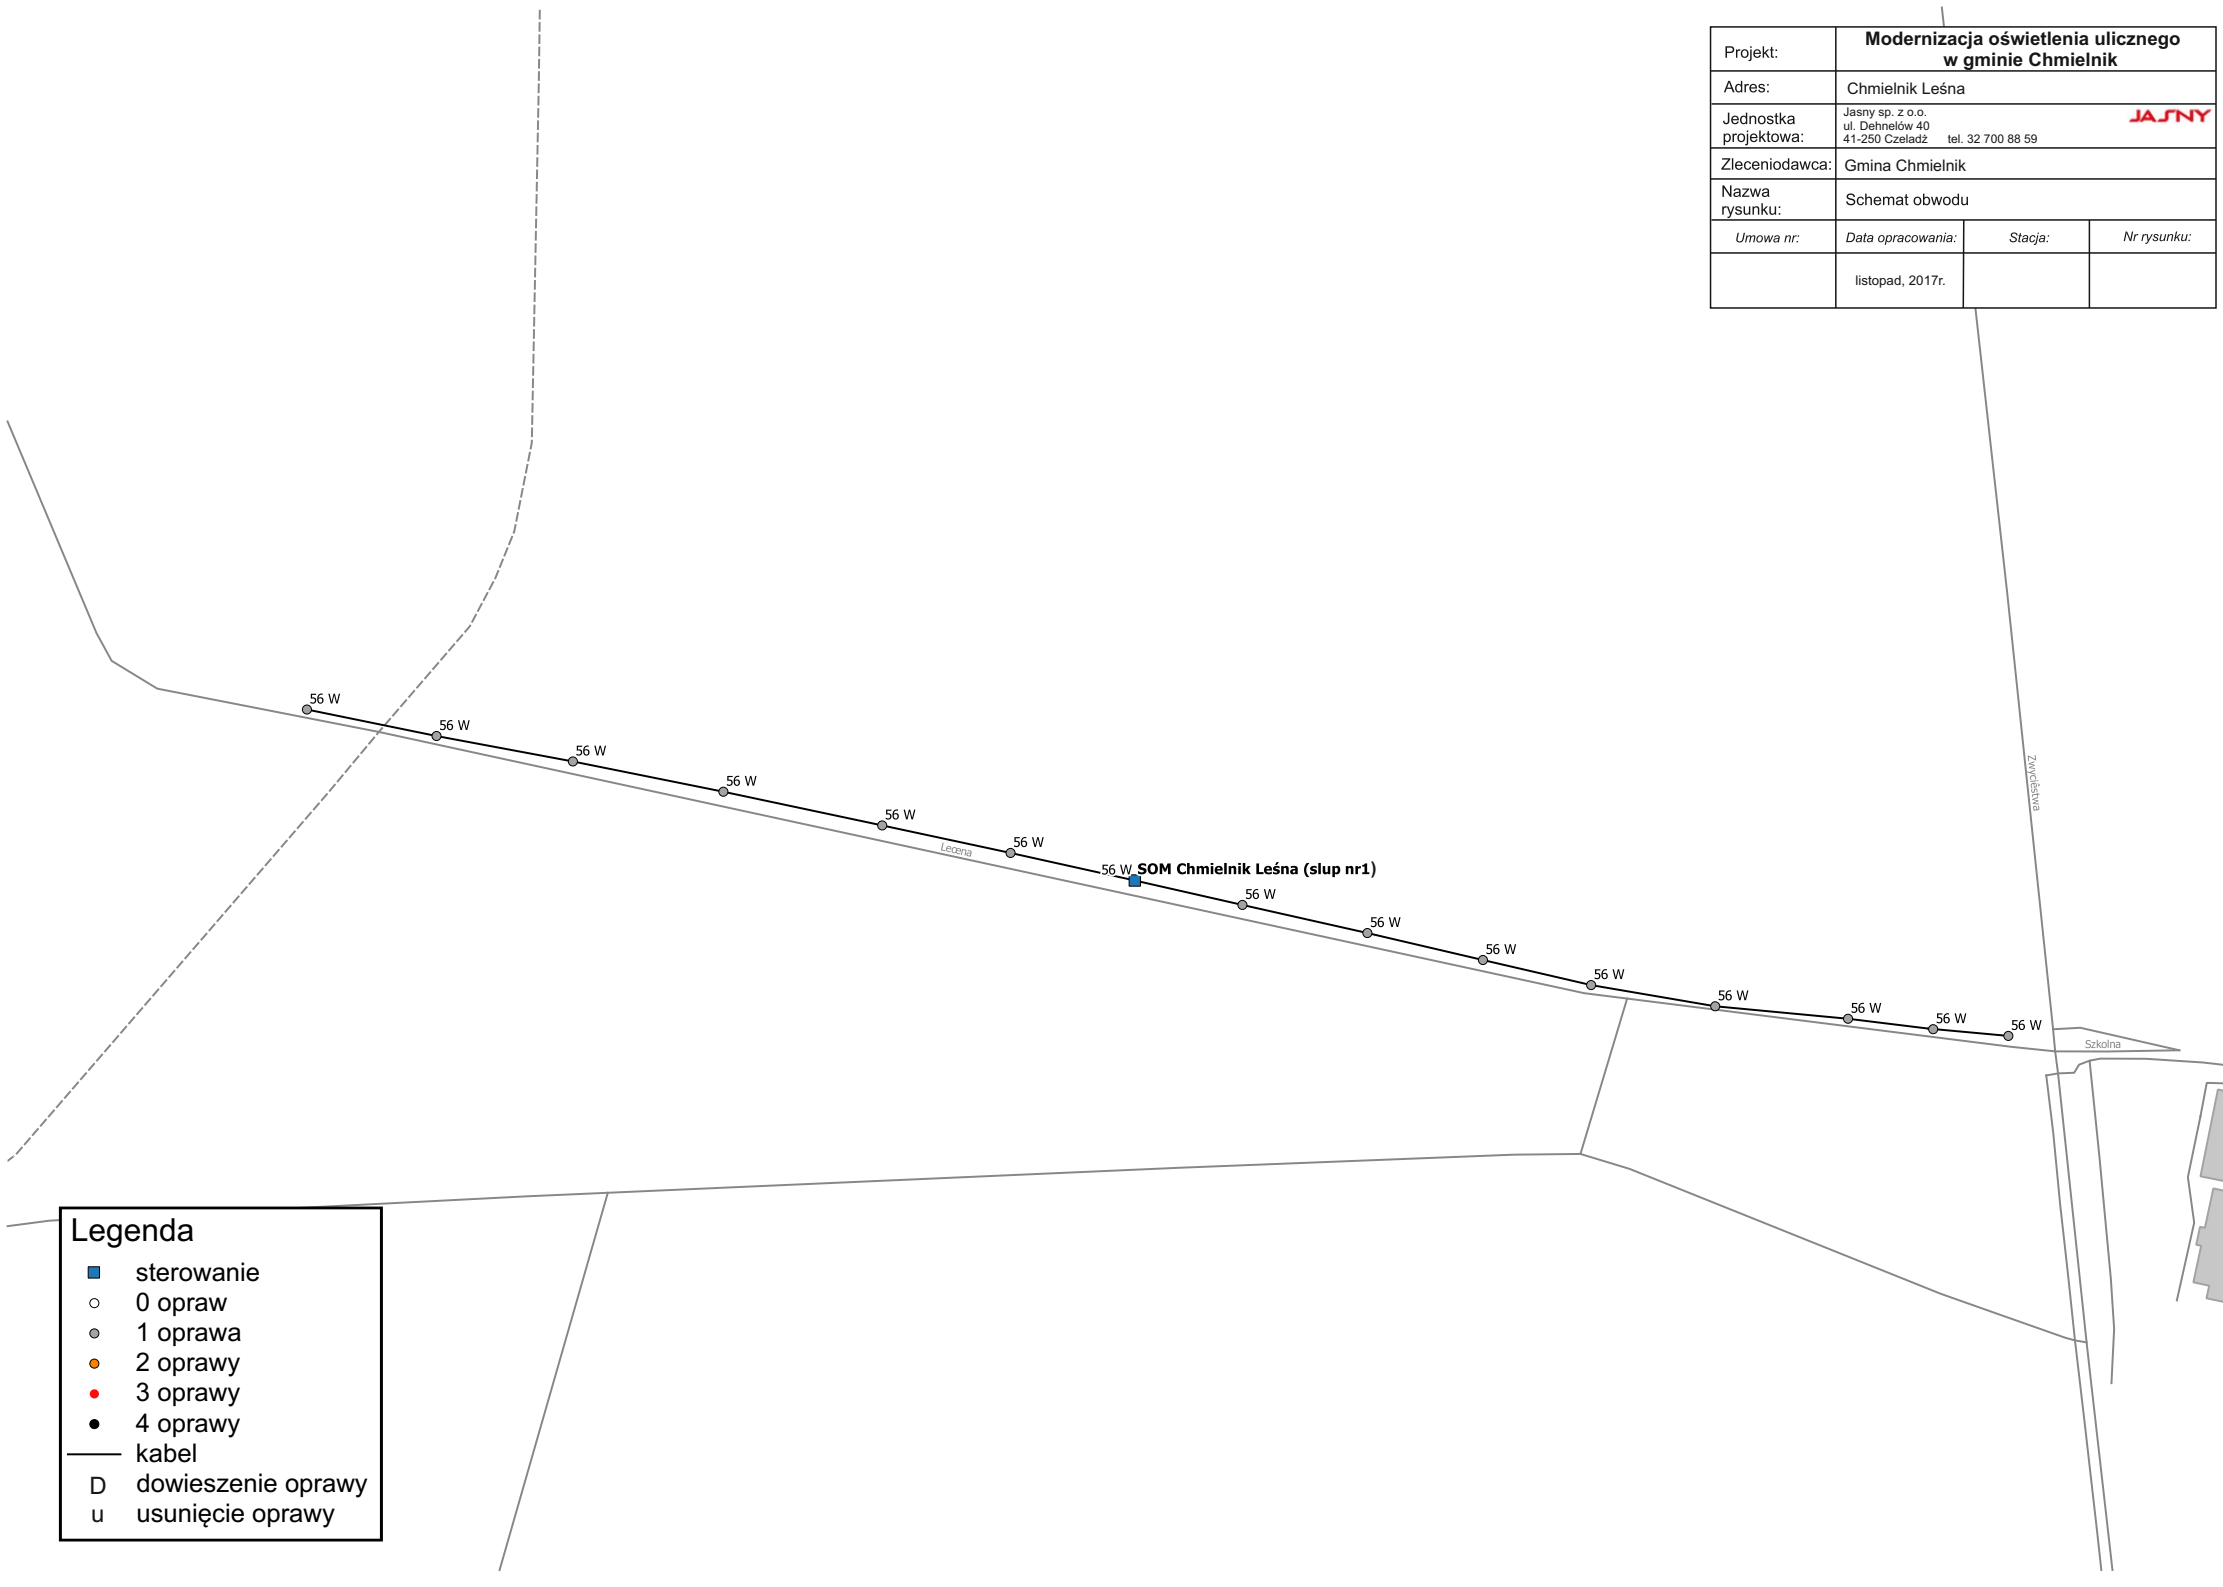 Projekt:
Modernizacja oświetlenia ulicznego
w gminie Chmielnik
Adres:
Chmielnik Leśna
Jednostka
projektowa:
Jasny sp. z o.o.
ul. Dehnelów 40
41-250 Czeladź tel. 32 700 88 59
JASNY
Zleceniodawca:
Gmina Chmielnik
Nazwa
rysunku:
Schemat obwodu
Umowa nr: Data opracowania: Stacja: Nr rysunku:
listopad, 2017r.
56 W
56 W
56 W
56 W
56 W
56 W
56 W SOM Chmielnik Leśna (slup nr1)
56 W
56 W
56 W
56 W
56 W
56 W
56 W
56 W
Zwycięstwa
Szkolna
Legenda
sterowanie
0 opraw
1 oprawa
2 oprawy
3 oprawy
4 oprawy
kabel
D dowieszenie oprawy
u usunięcie oprawy